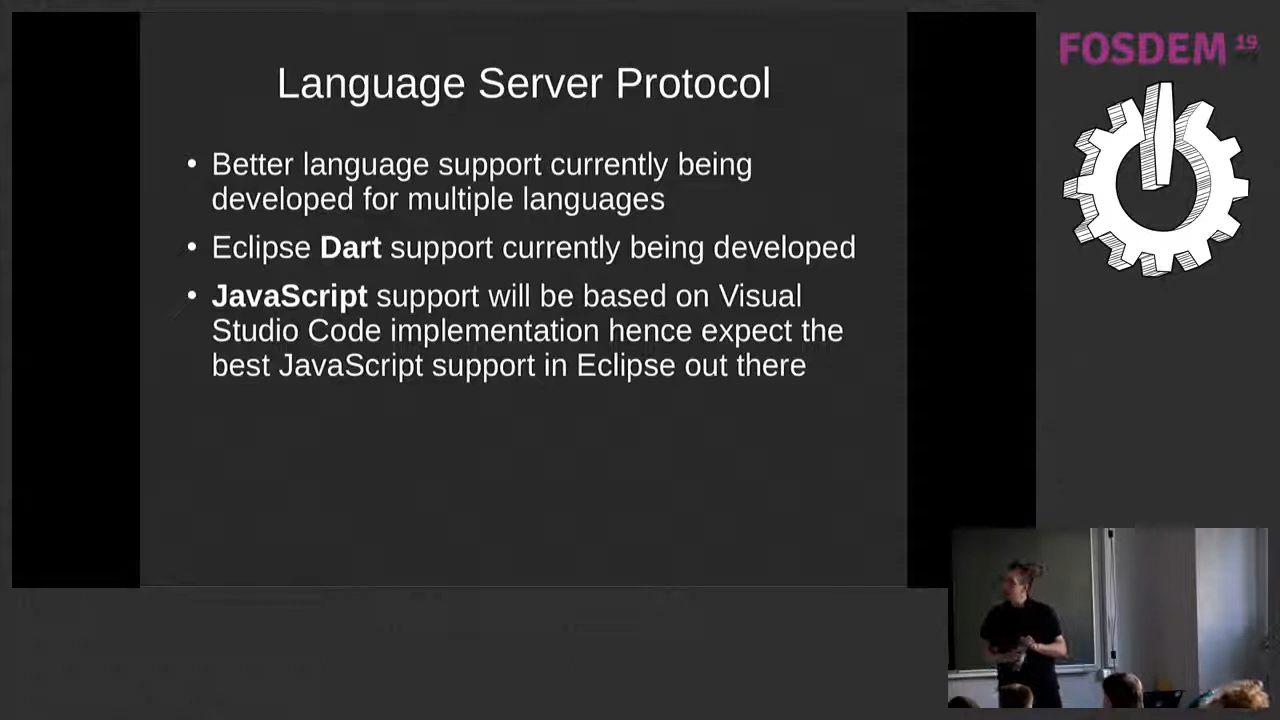 Language Server Protocol
• Better language support currently being
developed for multiple languages
• Eclipse Dart support currently being developed
• JavaScript support will be based on Visual
Studio Code implementation hence expect the
best JavaScript support in Eclipse out there
FOSDEM 19